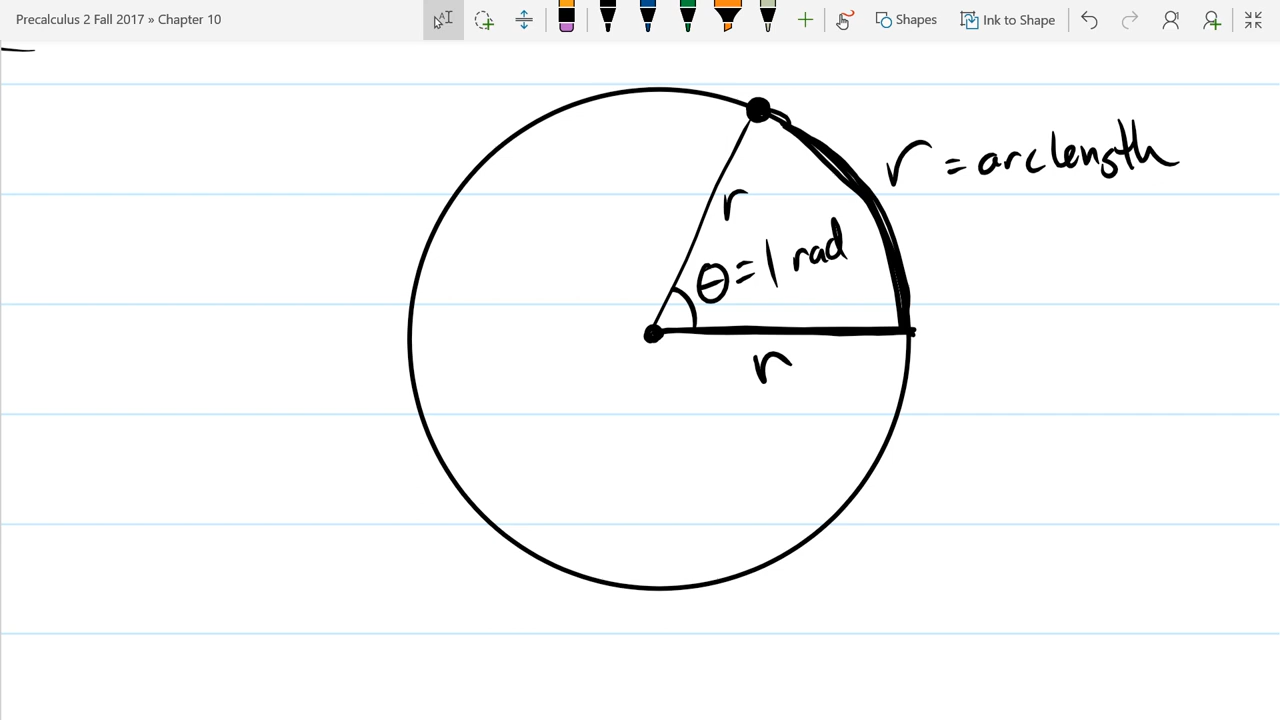 Precalculus 2 Fall 2017 » Chapter 10
Shapes
Ink to Shape
r = arclength
r
θ = 1 rad
r